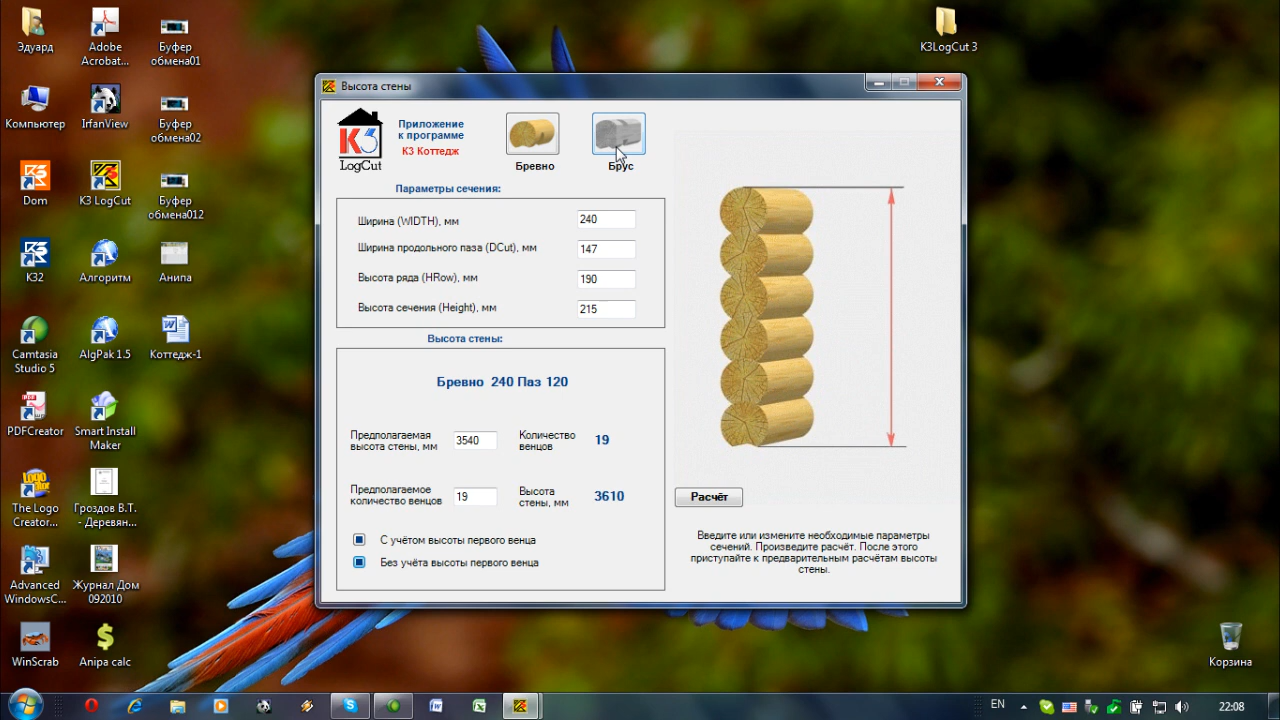 Эдуард
Adobe
Acrobat...
Буфер
обмена01
K3LogCut 3
Компьютер
IrfanView
Буфер
обмена02
Dom
K3 LogCut
Буфер
обмена012
K32
Алгоритм
Анипа
Camtasia
Studio 5
AlgPak 1.5
Коттедж-1
PDFCreator
Smart Install
Maker
The Logo
Creator...
Гроздов В.Т.
- Деревян...
Advanced
WindowsC...
Журнал Дом
092010
WinScrab
Anipa calc
Корзина
Высота стены
K3
LogCut
Приложение
к программе
К3 Коттедж
Бревно
Брус
Параметры сечения:
Ширина (WIDTH), мм
240
Ширина продольного паза (DCut), мм
147
Высота ряда (HRow), мм
190
Высота сечения (Height), мм
215
Высота стены:
Бревно 240 Паз 120
Предполагаемая
высота стены, мм
3540
Количество
венцов
19
Предполагаемое
количество венцов
19
Высота
стены, мм
3610
С учётом высоты первого венца
Без учёта высоты первого венца
Расчёт
Введите или измените необходимые параметры
сечений. Произведите расчёт. После этого
приступайте к предварительным расчётам высоты
стены.
EN
22:08